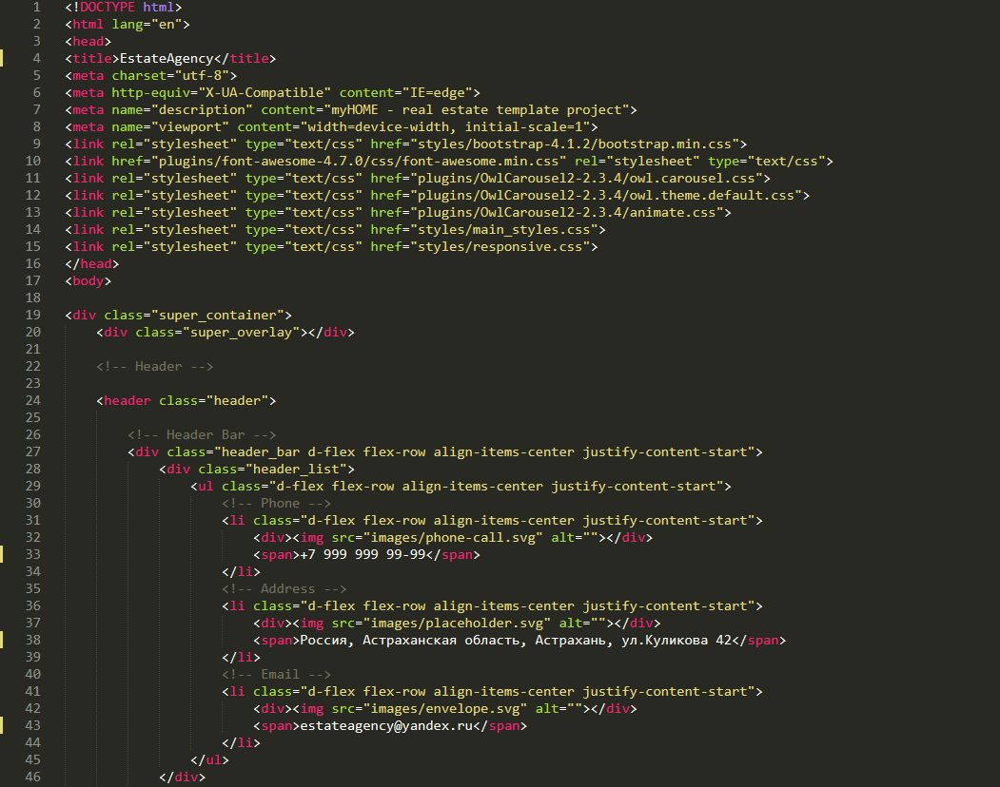 1 <!DOCTYPE html>
2 <html lang="en">
3 <head>
4 <title>EstateAgency</title>
5 <meta charset="utf-8">
6 <meta http-equiv="X-UA-Compatible" content="IE=edge">
7 <meta name="description" content="myHOME - real estate template project">
8 <meta name="viewport" content="width=device-width, initial-scale=1">
9 <link rel="stylesheet" type="text/css" href="styles/bootstrap-4.1.2/bootstrap.min.css">
10 <link href="plugins/font-awesome-4.7.0/css/font-awesome.min.css" rel="stylesheet" type="text/css">
11 <link rel="stylesheet" type="text/css" href="plugins/OwlCarousel2-2.3.4/owl.carousel.css">
12 <link rel="stylesheet" type="text/css" href="plugins/OwlCarousel2-2.3.4/owl.theme.default.css">
13 <link rel="stylesheet" type="text/css" href="plugins/OwlCarousel2-2.3.4/animate.css">
14 <link rel="stylesheet" type="text/css" href="styles/main_styles.css">
15 <link rel="stylesheet" type="text/css" href="styles/responsive.css">
16 </head>
17 <body>
18
19 <div class="super_container">
20     <div class="super_overlay"></div>
21
22     <!-- Header -->
23
24     <header class="header">
25
26         <!-- Header Bar -->
27         <div class="header_bar d-flex flex-row align-items-center justify-content-start">
28             <div class="header_list">
29                 <ul class="d-flex flex-row align-items-center justify-content-start">
30                     <!-- Phone -->
31                     <li class="d-flex flex-row align-items-center justify-content-start">
32                         <div><img src="images/phone-call.svg" alt=""></div>
33                         <span>+7 999 999 99-99</span>
34                     </li>
35                     <!-- Address -->
36                     <li class="d-flex flex-row align-items-center justify-content-start">
37                         <div><img src="images/placeholder.svg" alt=""></div>
38                         <span>Россия, Астраханская область, Астрахань, ул.Куликова 42</span>
39                     </li>
40                     <!-- Email -->
41                     <li class="d-flex flex-row align-items-center justify-content-start">
42                         <div><img src="images/envelope.svg" alt=""></div>
43                         <span>estateagency@yandex.ru</span>
44                     </li>
45                 </ul>
46             </div>